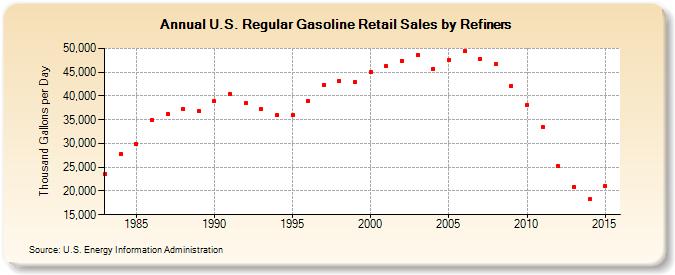 Annual U.S. Regular Gasoline Retail Sales by Refiners
Thousand Gallons per Day
50,000
45,000
40,000
35,000
30,000
25,000
20,000
15,000
1985 1990 1995 2000 2005 2010 2015
Source: U.S. Energy Information Administration